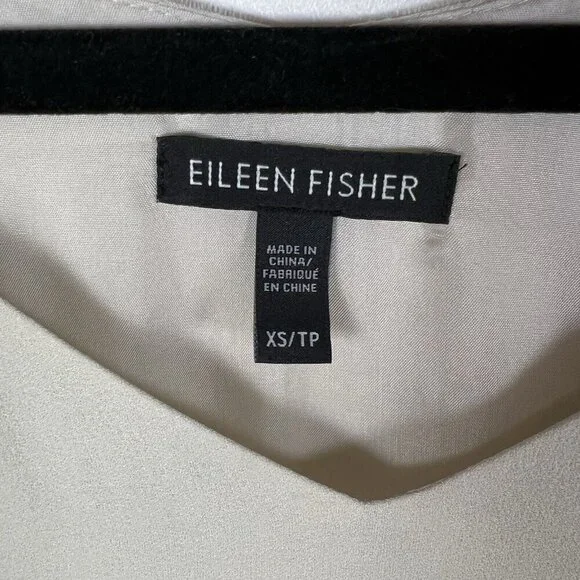 EILEEN FISHER
MADE IN
CHINA/
FABRIQUÉ
EN CHINE
XS/TP